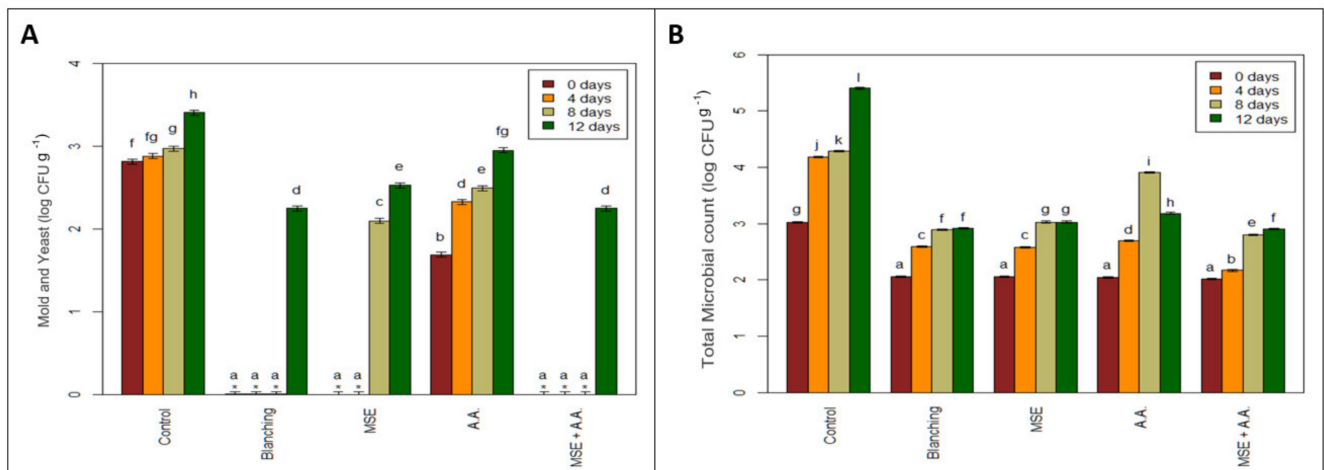 A
Mold and Yeast (log CFU g⁻¹)
4
3
2
1
0
0 days
4 days
8 days
12 days
f fg g h
a a a d
* * *
a a c e
* *
b d e fg
a a a d
* * *
Control
Blanching
MSE
A.A.
MSE + A.A.
B
Total Microbial count (log CFU g⁻¹)
6
5
4
3
2
1
0
0 days
4 days
8 days
12 days
g j k l
a c f f
a c g g
a d i h
a b e f
Control
Blanching
MSE
A.A.
MSE + A.A.